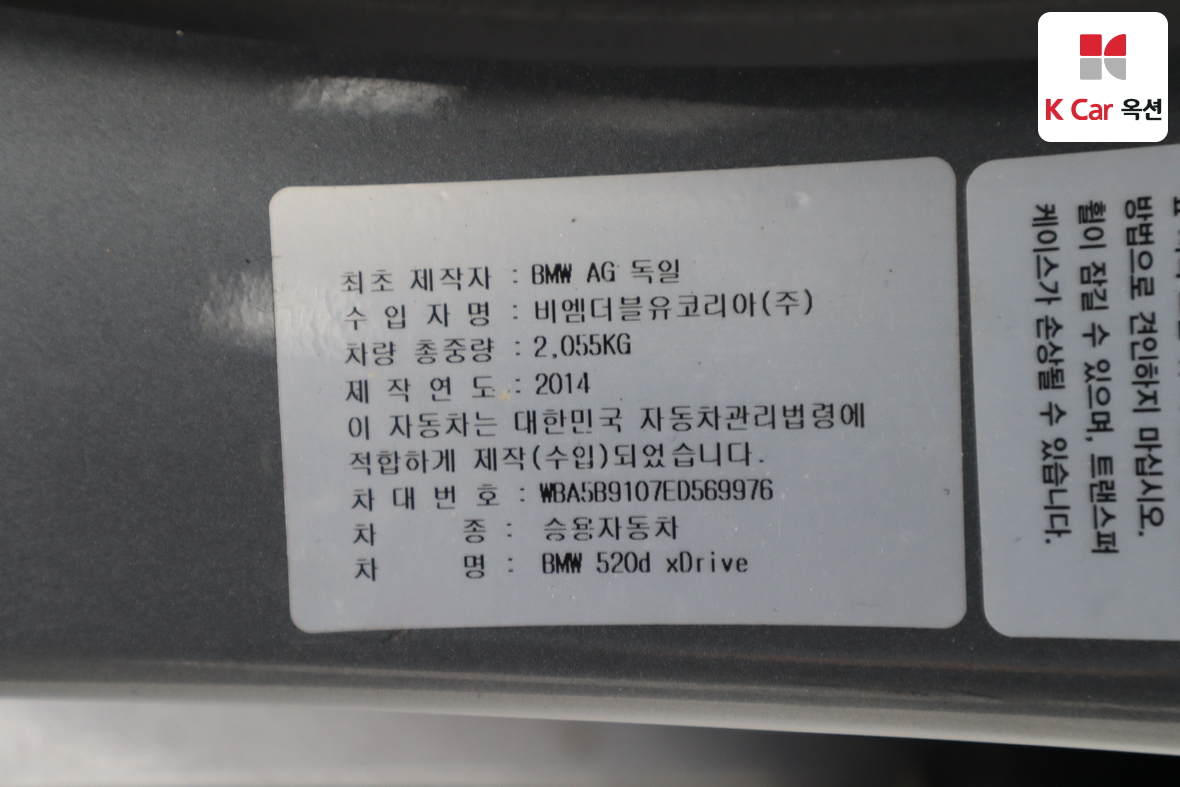 K Car 옥션
최초 제작자 : BMW AG 독일
수 입 자 명 : 비엠더블유코리아(주)
차량 총중량 : 2,055KG
제 작 연 도 : 2014
이 자동차는 대한민국 자동차관리법령에
적합하게 제작(수입)되었습니다.
차 대 번 호 : WBA5B9107ED569976
차 종 : 승용자동차
차 명 : BMW 520d xDrive
방법으로 견인하지 마십시오.
휠이 잠길 수 있으며, 트랜스퍼
케이스가 손상될 수 있습니다.